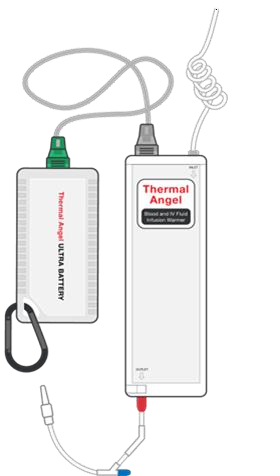 INLET
Thermal
Angel
Blood and IV Fluid
Infusion Warmer
Thermal Angel ULTRA BATTERY
OUTLET